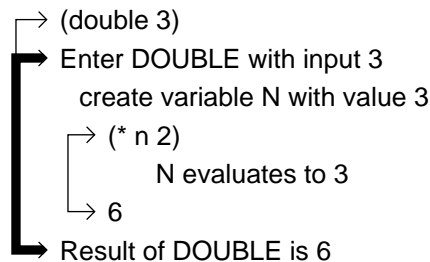 (double 3)
Enter DOUBLE with input 3
create variable N with value 3
(* n 2)
N evaluates to 3
6
Result of DOUBLE is 6